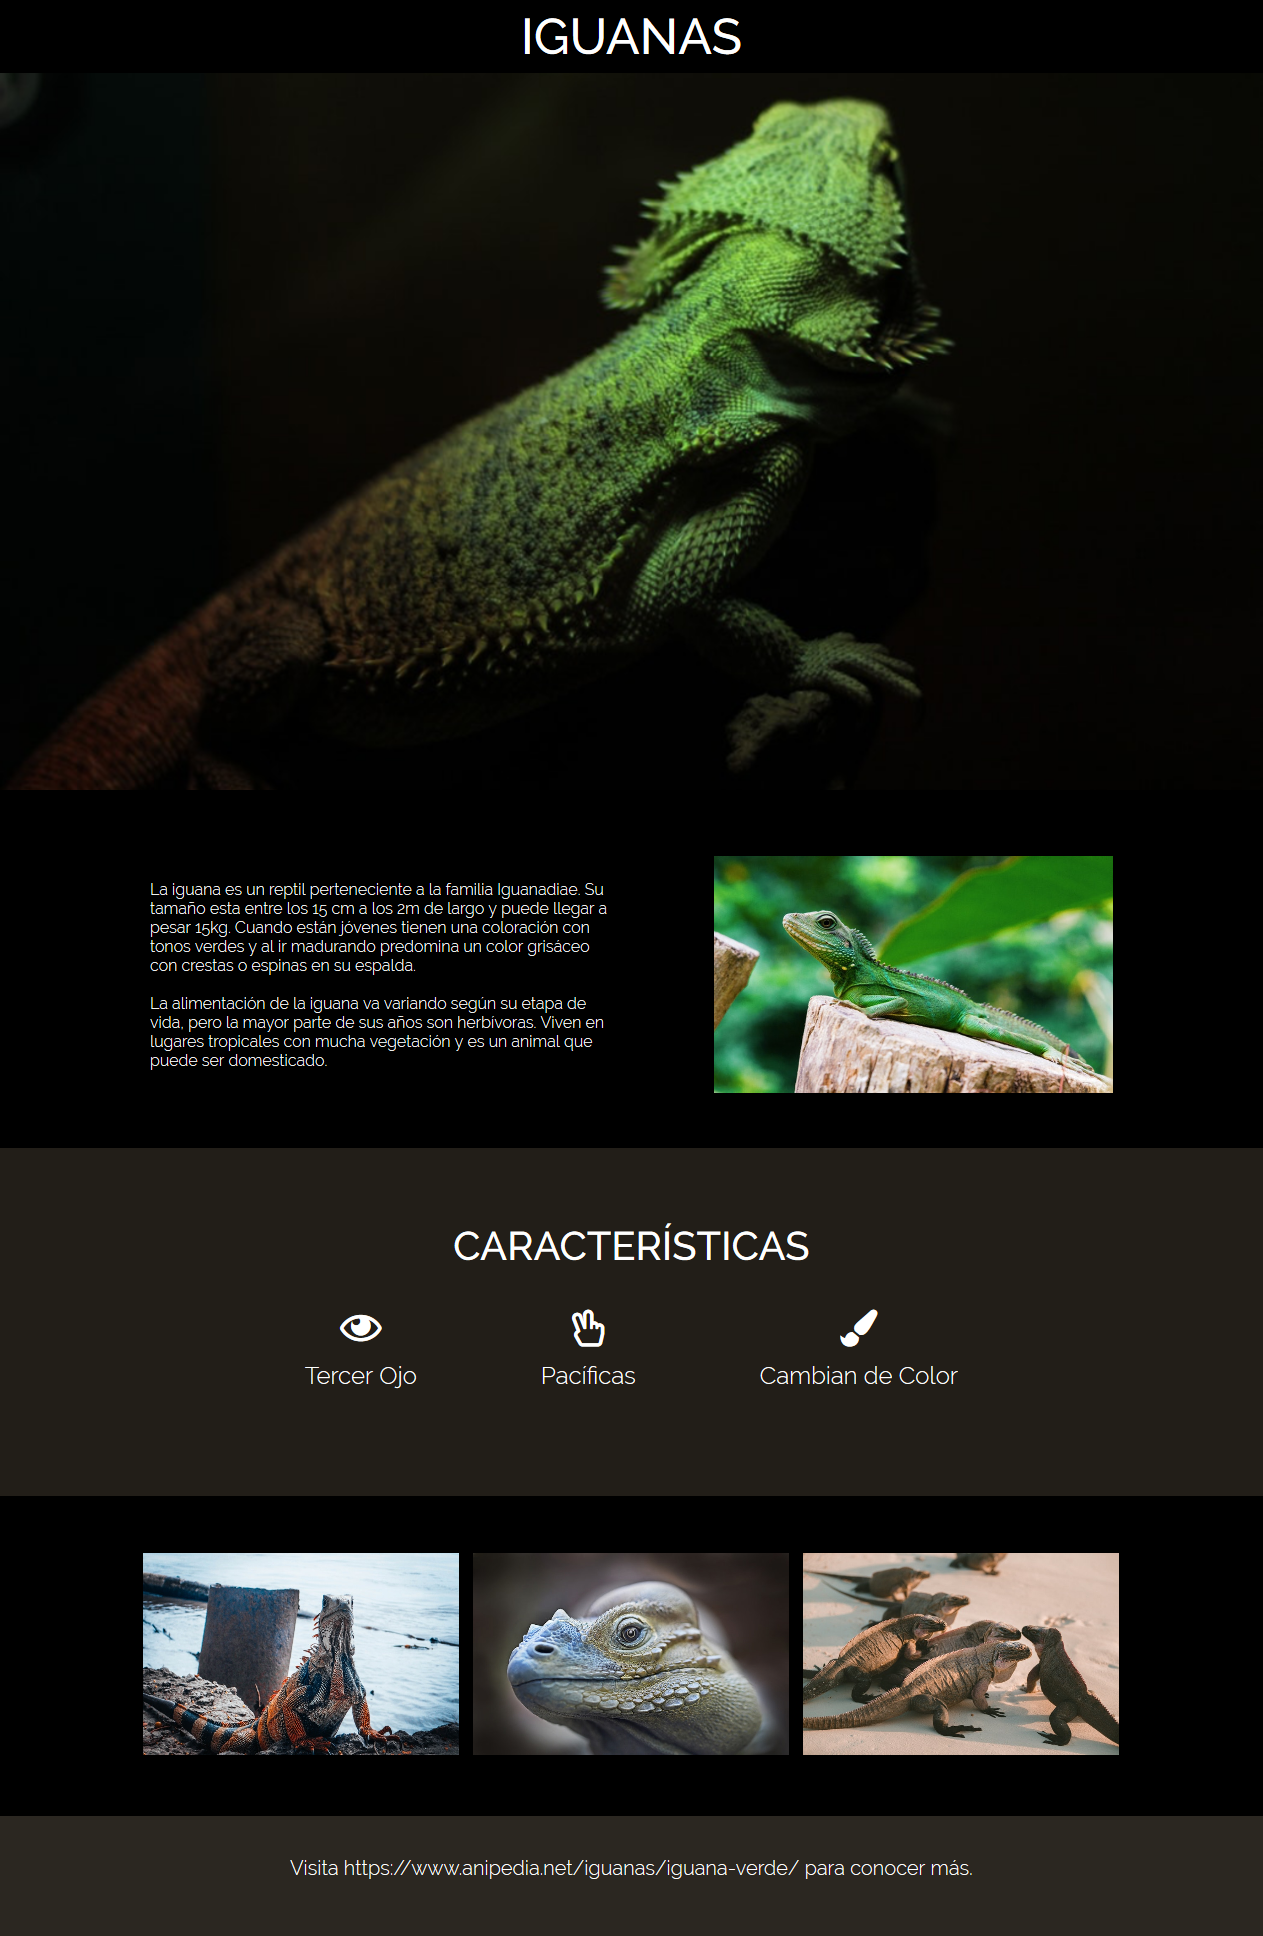 IGUANAS
La iguana es un reptil perteneciente a la familia Iguanadiae. Su
tamaño esta entre los 15 cm a los 2m de largo y puede llegar a
pesar 15kg. Cuando están jóvenes tienen una coloración con
tonos verdes y al ir madurando predomina un color grisáceo
con crestas o espinas en su espalda.
La alimentación de la iguana va variando según su etapa de
vida, pero la mayor parte de sus años son herbívoras. Viven en
lugares tropicales con mucha vegetación y es un animal que
puede ser domesticado.
CARACTERÍSTICAS
Tercer Ojo
Pacíficas
Cambian de Color
Visita https://www.anipedia.net/iguanas/iguana-verde/ para conocer más.